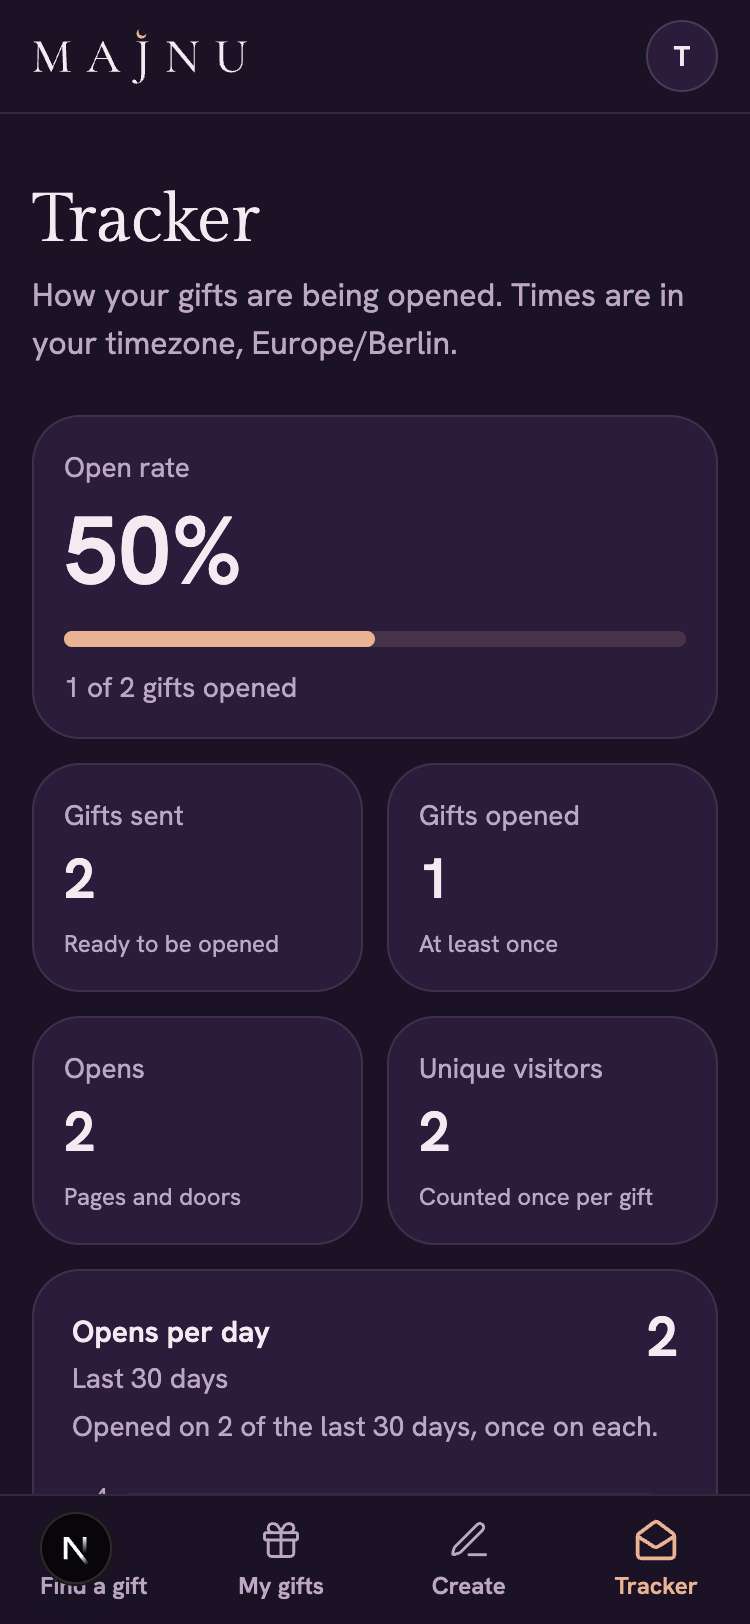 MAJNU
T
Tracker
How your gifts are being opened. Times are in
your timezone, Europe/Berlin.
Open rate
50%
1 of 2 gifts opened
Gifts sent
2
Ready to be opened
Gifts opened
1
At least once
Opens
2
Pages and doors
Unique visitors
2
Counted once per gift
Opens per day
2
Last 30 days
Opened on 2 of the last 30 days, once on each.
N
Find a gift
My gifts
Create
Tracker